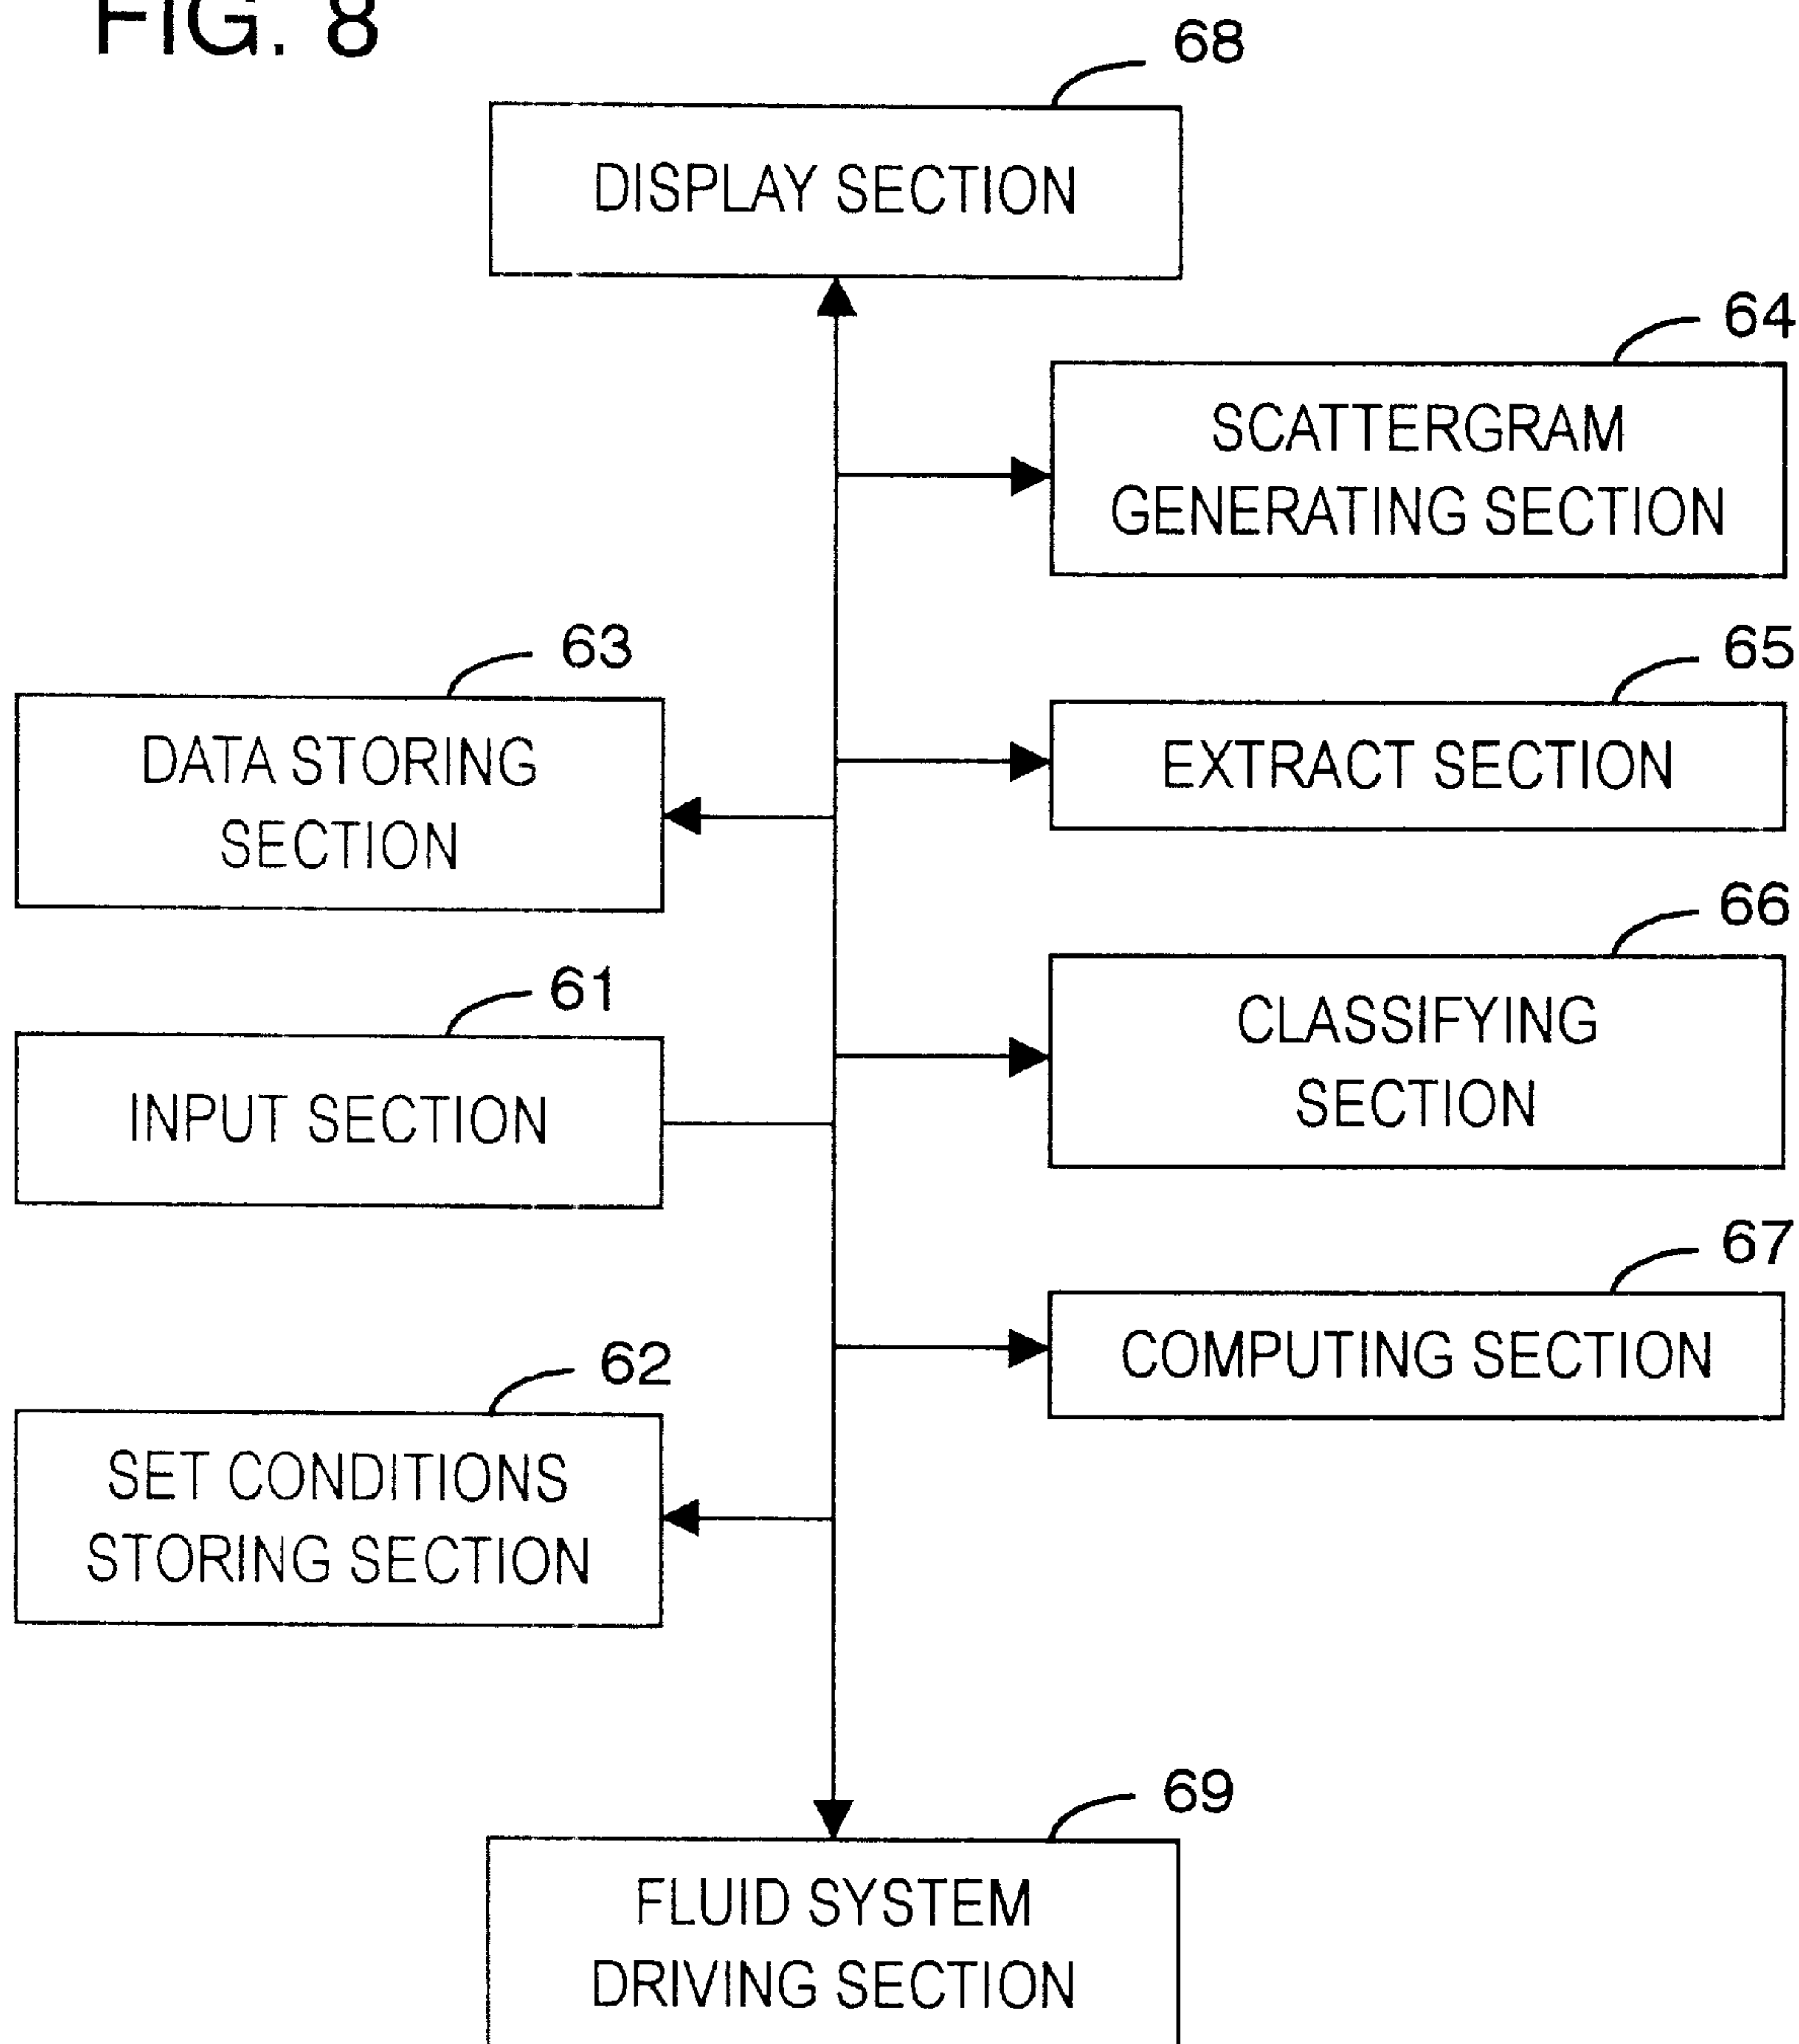 FIG. 8
68
DISPLAY SECTION
64
SCATTERGRAM
GENERATING SECTION
63
DATA STORING
SECTION
65
EXTRACT SECTION
66
CLASSIFYING
SECTION
61
INPUT SECTION
67
COMPUTING SECTION
62
SET CONDITIONS
STORING SECTION
69
FLUID SYSTEM
DRIVING SECTION